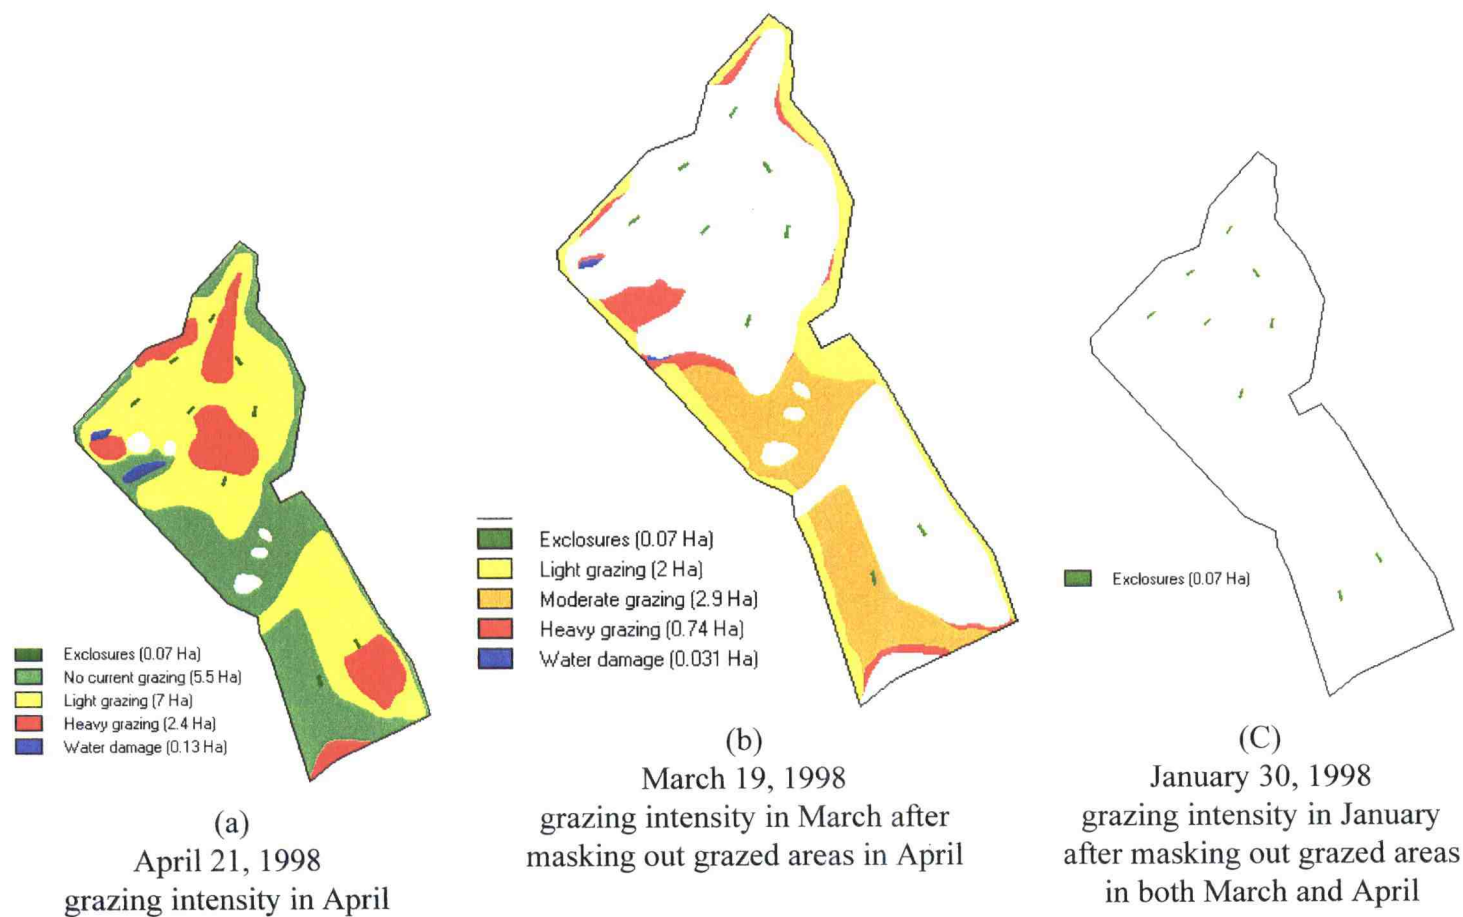 Exclosures (0.07 Ha)
No current grazing (5.5 Ha)
Light grazing (7 Ha)
Heavy grazing (2.4 Ha)
Water damage (0.13 Ha)
(a)
April 21, 1998
grazing intensity in April
Exclosures (0.07 Ha)
Light grazing (2 Ha)
Moderate grazing (2.9 Ha)
Heavy grazing (0.74 Ha)
Water damage (0.031 Ha)
(b)
March 19, 1998
grazing intensity in March after
masking out grazed areas in April
Exclosures (0.07 Ha)
(C)
January 30, 1998
grazing intensity in January
after masking out grazed areas
in both March and April